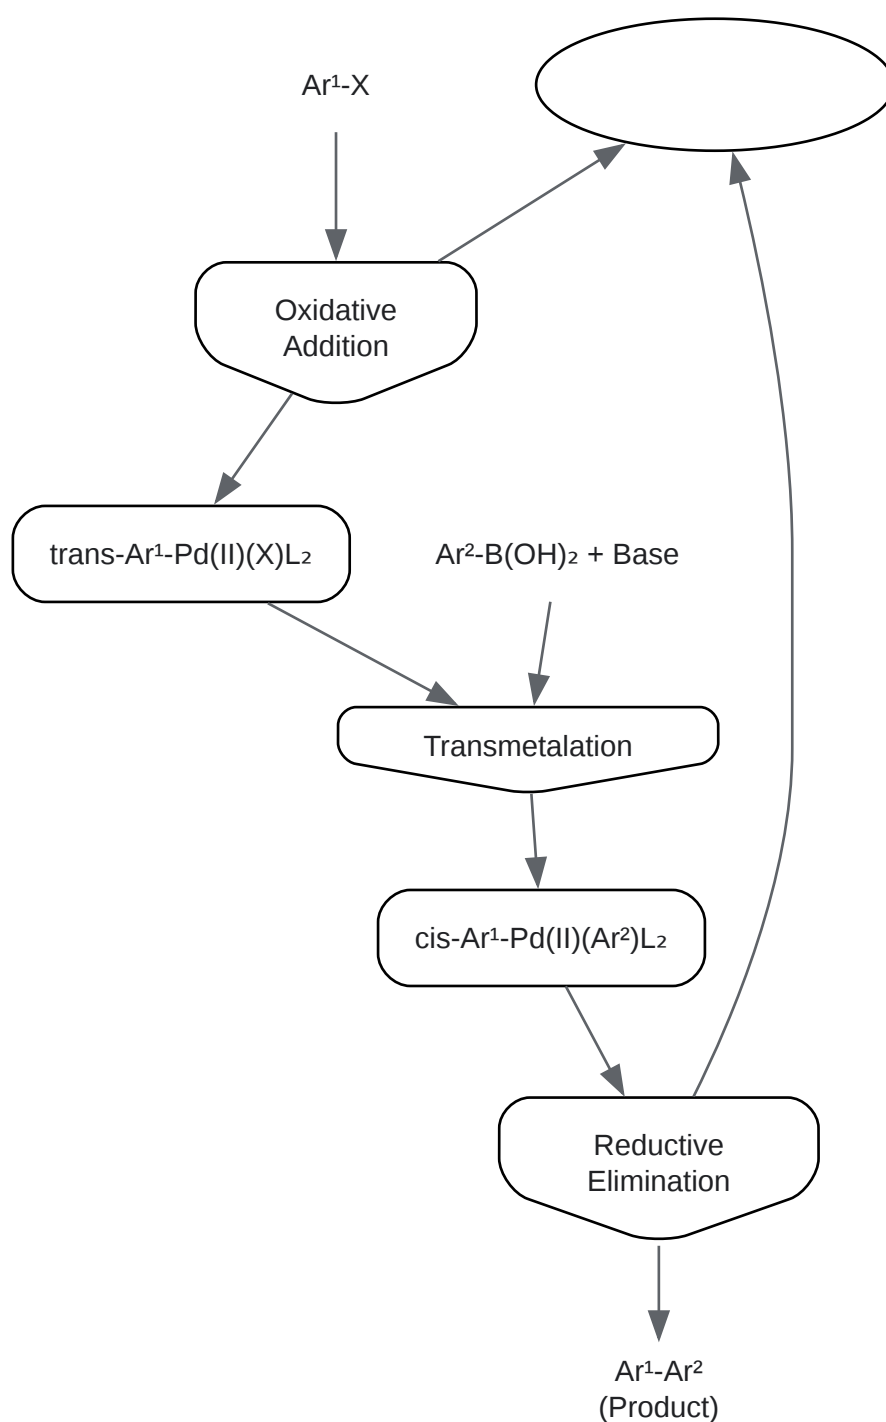 Ar¹-X
Oxidative
Addition
trans-Ar¹-Pd(II)(X)L₂
Ar²-B(OH)₂ + Base
Transmetalation
cis-Ar¹-Pd(II)(Ar²)L₂
Reductive
Elimination
Ar¹-Ar²
(Product)